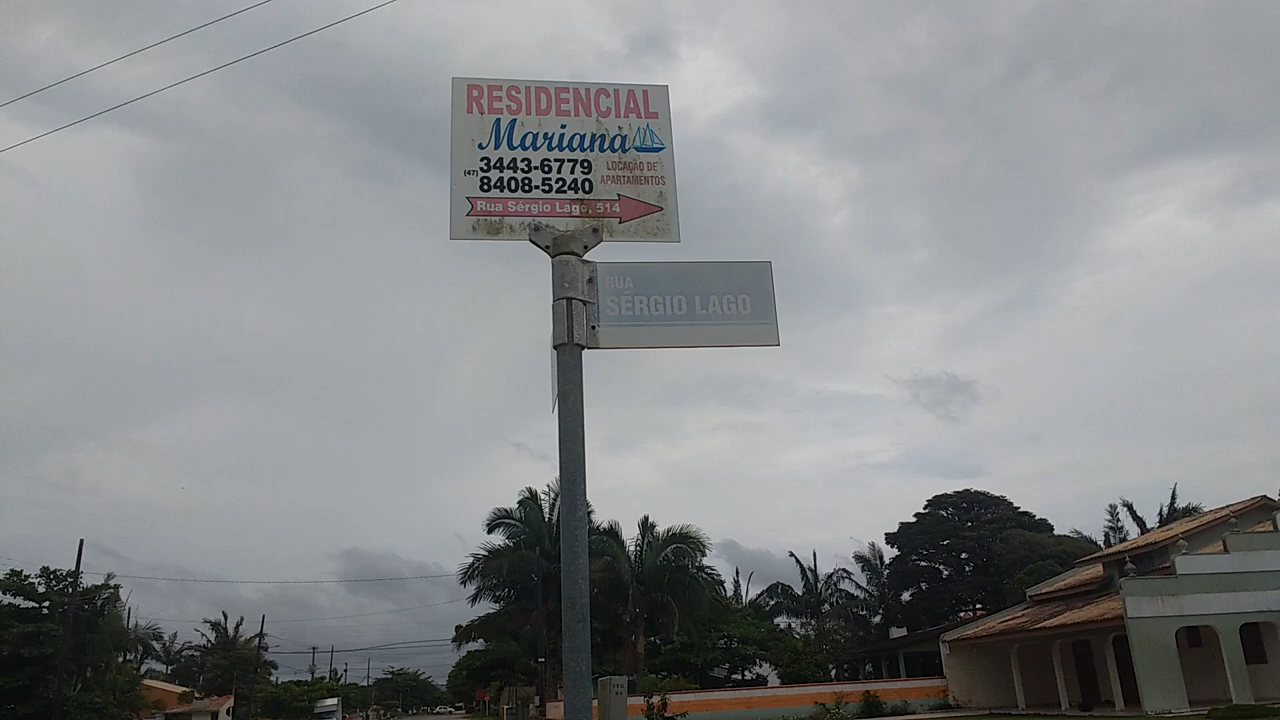 RESIDENCIAL
Mariana
(47) 3443-6779
8408-5240
LOCAÇÃO DE
APARTAMENTOS
Rua Sérgio Lago, 514
RUA
SÉRGIO LAGO